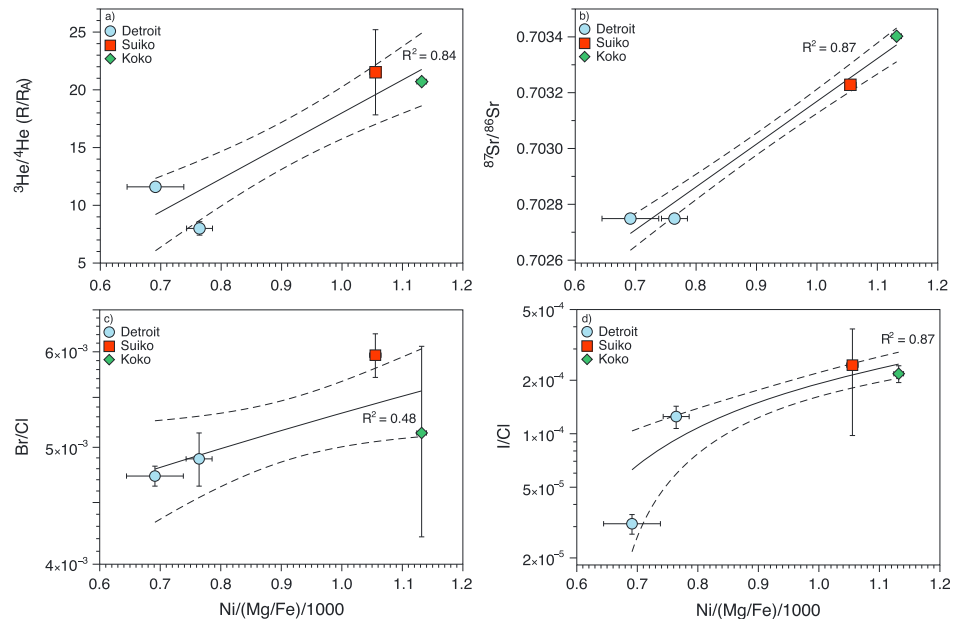 a)
Detroit
Suiko
Koko
R² = 0.84
25
20
15
10
5
³He/⁴He (R/Rᴀ)
0.6 0.7 0.8 0.9 1.0 1.1 1.2
b)
Detroit
Suiko
Koko
R² = 0.87
0.7034
0.7032
0.7030
0.7028
0.7026
⁸⁷Sr/⁸⁶Sr
0.6 0.7 0.8 0.9 1.0 1.1 1.2
c)
Detroit
Suiko
Koko
R² = 0.48
6×10⁻³
5×10⁻³
4×10⁻³
Br/Cl
0.6 0.7 0.8 0.9 1.0 1.1 1.2
Ni/(Mg/Fe)/1000
d)
Detroit
Suiko
Koko
R² = 0.87
5×10⁻⁴
2×10⁻⁴
1×10⁻⁴
5×10⁻⁵
2×10⁻⁵
I/Cl
0.6 0.7 0.8 0.9 1.0 1.1 1.2
Ni/(Mg/Fe)/1000